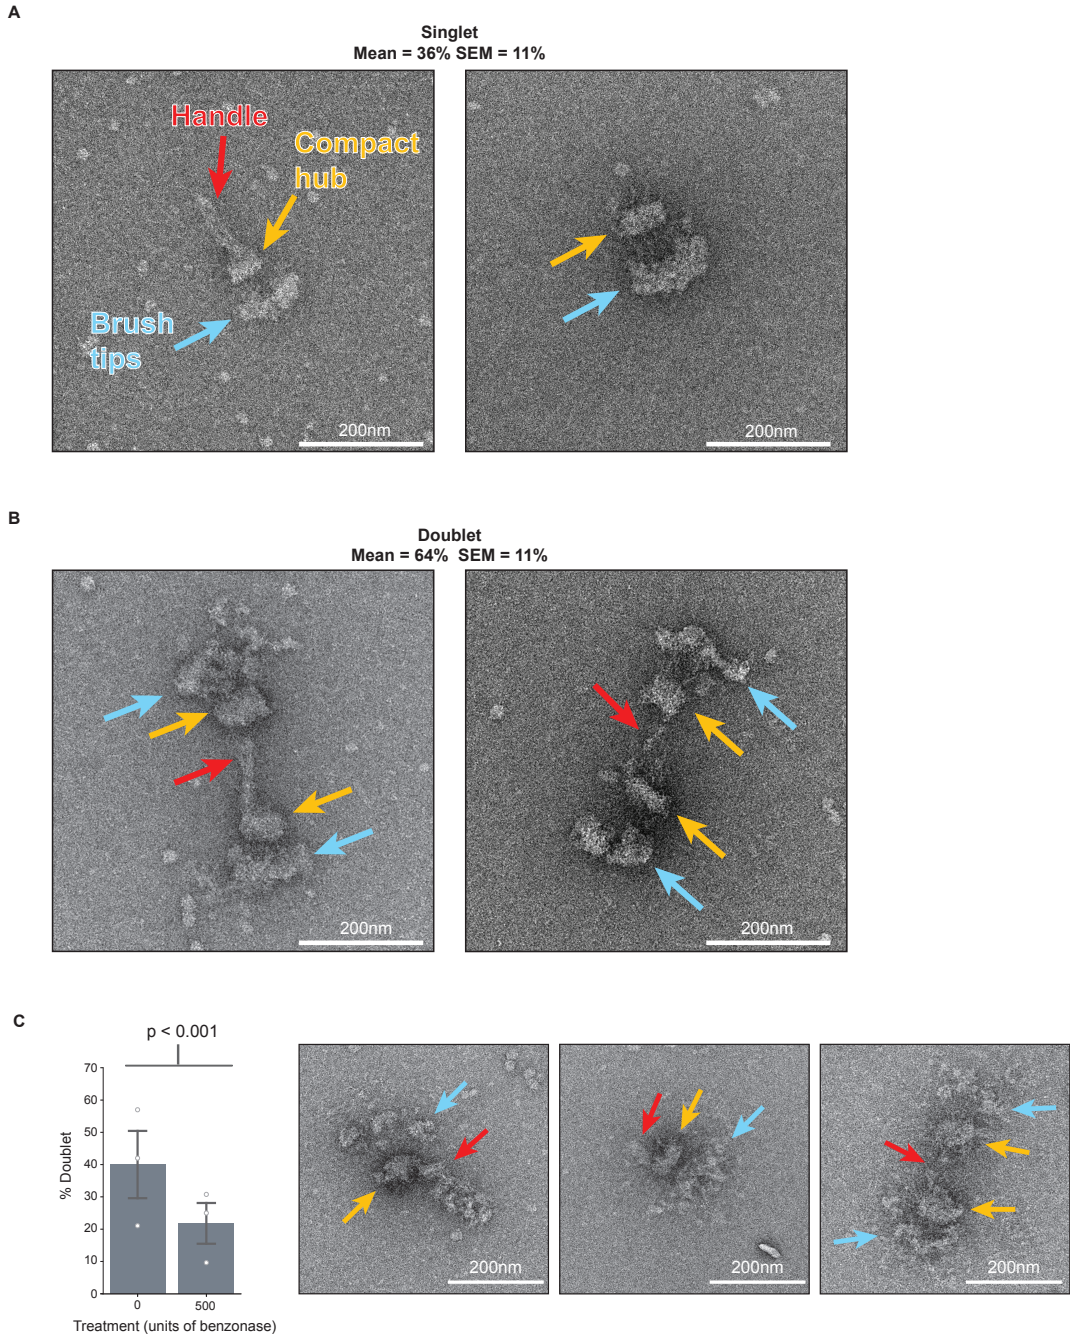 A
Singlet
Mean = 36% SEM = 11%
Handle
Compact
hub
Brush
tips
200nm
200nm
B
Doublet
Mean = 64% SEM = 11%
200nm
200nm
C
p < 0.001
70
60
50
40
30
20
10
0
% Doublet
0
500
Treatment (units of benzonase)
200nm
200nm
200nm